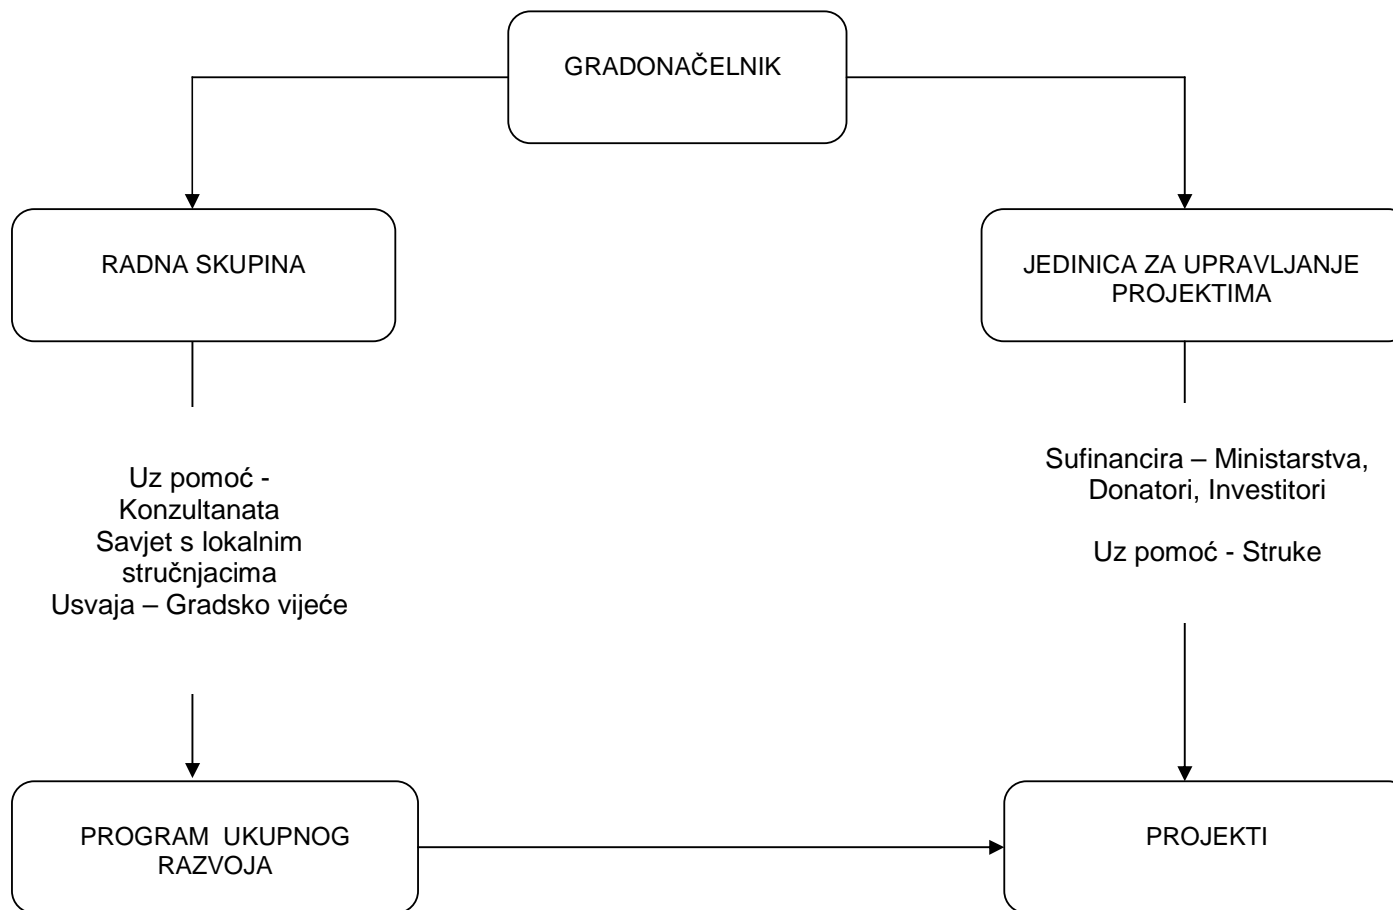 GRADONAČELNIK
RADNA SKUPINA
JEDINICA ZA UPRAVLJANJE
PROJEKTIMA
Uz pomoć -
Konzultanata
Savjet s lokalnim
stručnjacima
Usvaja – Gradsko vijeće
Sufinancira – Ministarstva,
Donatori, Investitori
Uz pomoć - Struke
PROGRAM  UKUPNOG
RAZVOJA
PROJEKTI